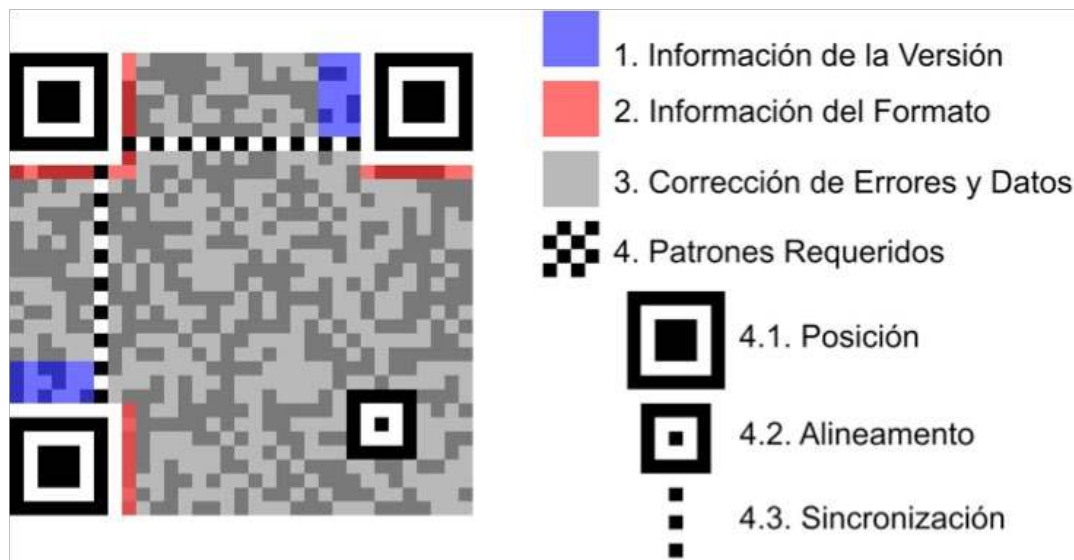 1. Información de la Versión
2. Información del Formato
3. Corrección de Errores y Datos
4. Patrones Requeridos
4.1. Posición
4.2. Alineamento
4.3. Sincronización